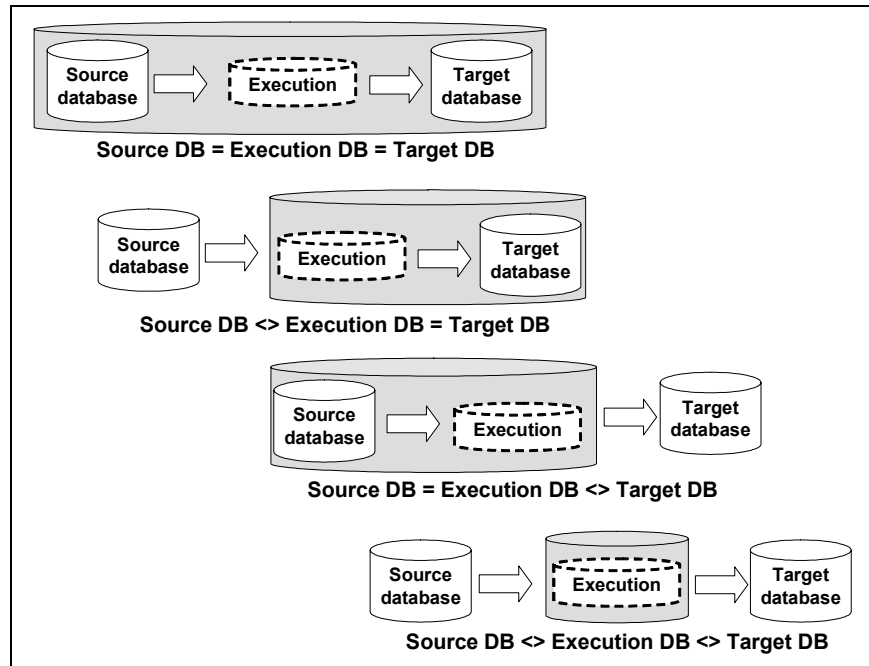 Source
database
Execution
Target
database
Source DB = Execution DB = Target DB
Source
database
Execution
Target
database
Source DB <> Execution DB = Target DB
Source
database
Execution
Target
database
Source DB = Execution DB <> Target DB
Source
database
Execution
Target
database
Source DB <> Execution DB <> Target DB